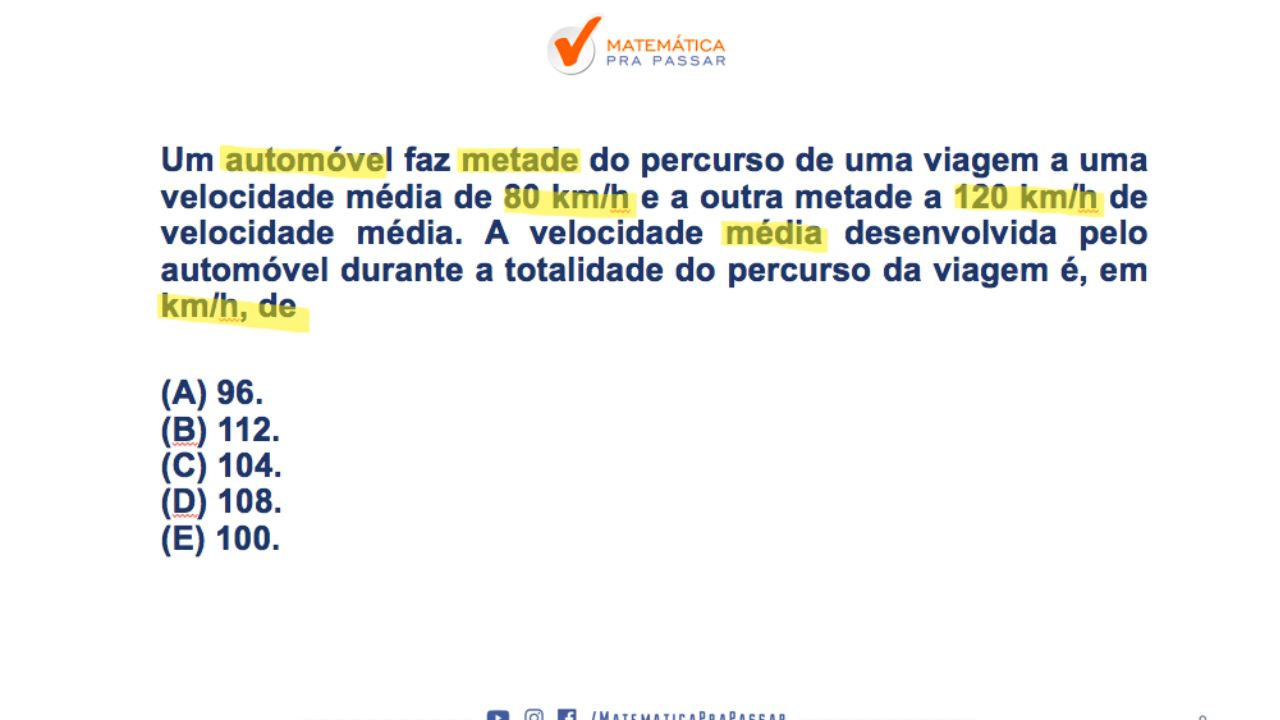 MATEMÁTICA
PRA PASSAR
Um automóvel faz metade do percurso de uma viagem a uma
velocidade média de 80 km/h e a outra metade a 120 km/h de
velocidade média. A velocidade média desenvolvida pelo
automóvel durante a totalidade do percurso da viagem é, em
km/h, de
(A) 96.
(B) 112.
(C) 104.
(D) 108.
(E) 100.
/MATEMATICAPRAPASSAR